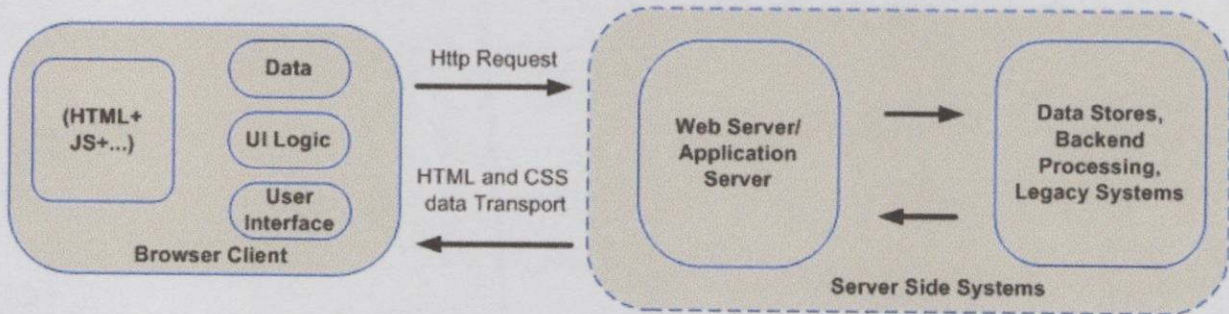 (HTML+
JS+...)
Data
UI Logic
User
Interface
Browser Client
Http Request
HTML and CSS
data Transport
Web Server/
Application
Server
Data Stores,
Backend
Processing,
Legacy Systems
Server Side Systems